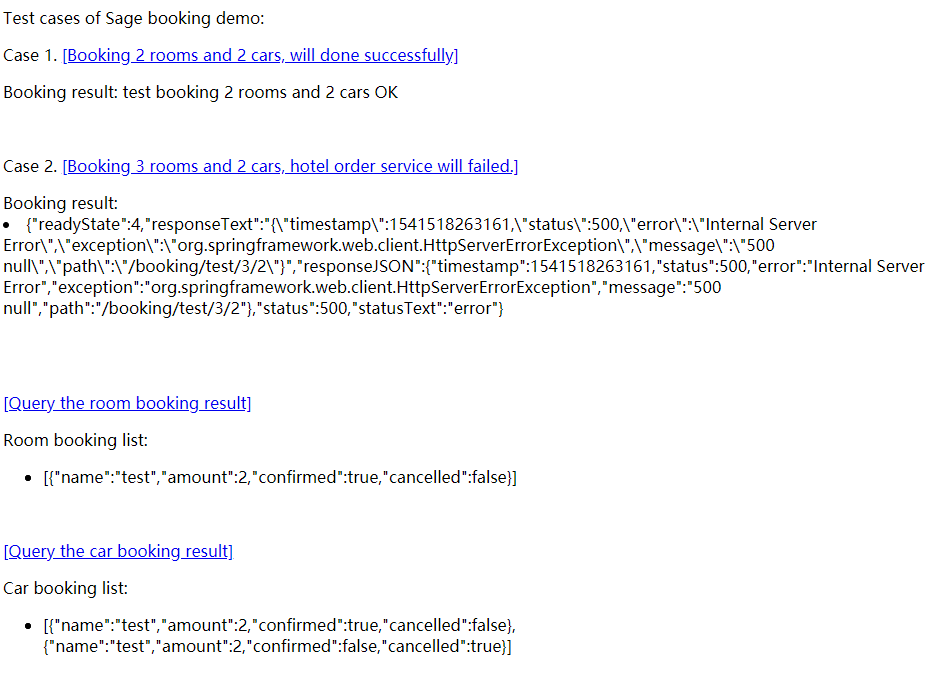 Test cases of Sage booking demo:
Case 1. [Booking 2 rooms and 2 cars, will done successfully]
Booking result: test booking 2 rooms and 2 cars OK
Case 2. [Booking 3 rooms and 2 cars, hotel order service will failed.]
Booking result:
• {"readyState":4,"responseText":"{\"timestamp\":1541518263161,\"status\":500,\"error\":\"Internal Server
Error\",\"exception\":\"org.springframework.web.client.HttpServerErrorException\",\"message\":\"500
null\",\"path\":\"/booking/test/3/2\"}","responseJSON":{"timestamp":1541518263161,"status":500,"error":"Internal Server
Error","exception":"org.springframework.web.client.HttpServerErrorException","message":"500
null","path":"/booking/test/3/2"},"status":500,"statusText":"error"}
[Query the room booking result]
Room booking list:
• [{"name":"test","amount":2,"confirmed":true,"cancelled":false}]
[Query the car booking result]
Car booking list:
• [{"name":"test","amount":2,"confirmed":true,"cancelled":false},
{"name":"test","amount":2,"confirmed":false,"cancelled":true}]